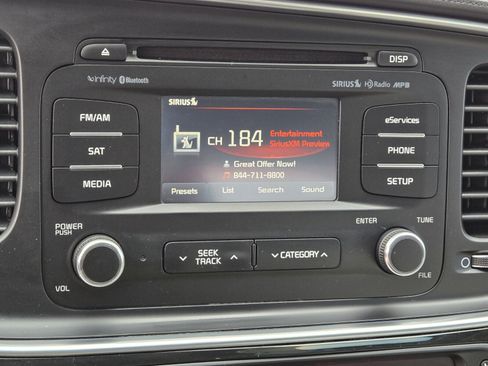 DISP
infinity Bluetooth
SIRIUS HD Radio MP3
SIRIUS
FM/AM
SAT
MEDIA
CH 184
Entertainment
SiriusXM Preview
Great Offer Now!
844-711-8800
Presets List Search Sound
eServices
PHONE
SETUP
POWER
PUSH
VOL
SEEK
TRACK
CATEGORY
ENTER
TUNE
FILE